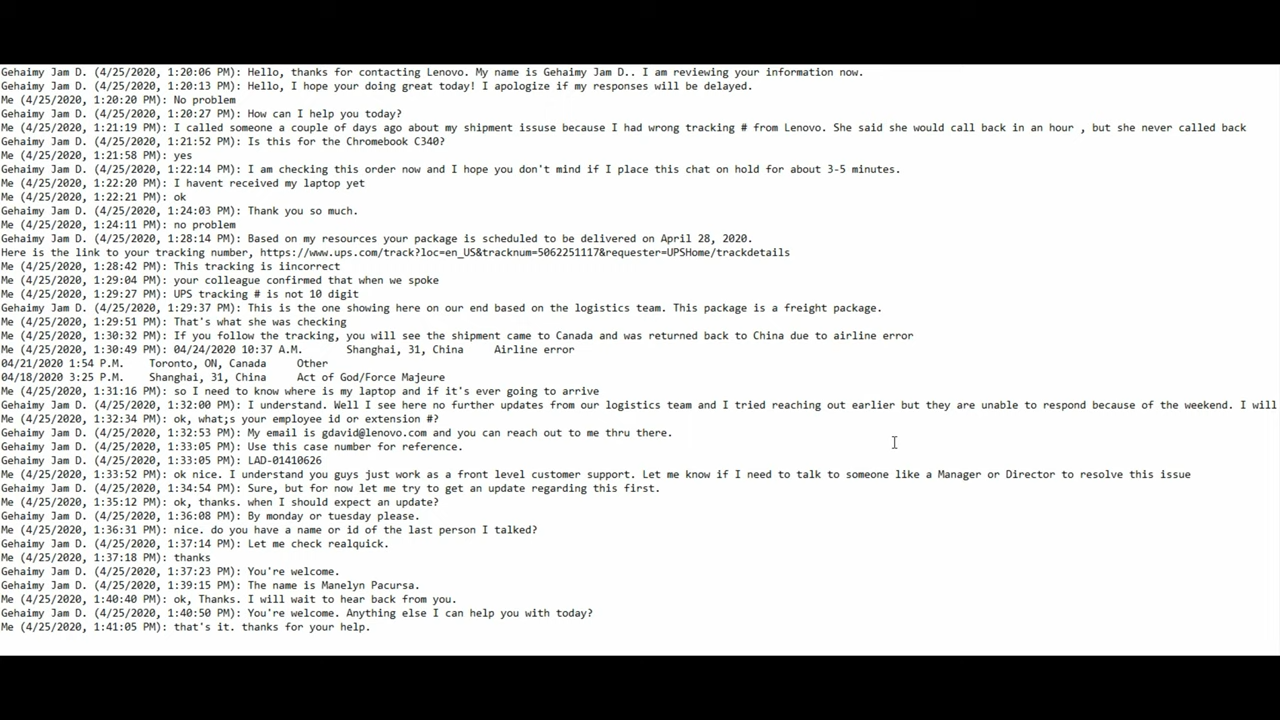 Gehaimy Jam D. (4/25/2020, 1:20:06 PM): Hello, thanks for contacting Lenovo. My name is Gehaimy Jam D.. I am reviewing your information now.
Gehaimy Jam D. (4/25/2020, 1:20:13 PM): Hello, I hope your doing great today! I apologize if my responses will be delayed.
Me (4/25/2020, 1:20:20 PM): No problem
Gehaimy Jam D. (4/25/2020, 1:20:27 PM): How can I help you today?
Me (4/25/2020, 1:21:19 PM): I called someone a couple of days ago about my shipment issuse because I had wrong tracking # from Lenovo. She said she would call back in an hour , but she never called back
Gehaimy Jam D. (4/25/2020, 1:21:52 PM): Is this for the Chromebook C340?
Me (4/25/2020, 1:21:58 PM): yes
Gehaimy Jam D. (4/25/2020, 1:22:14 PM): I am checking this order now and I hope you don't mind if I place this chat on hold for about 3-5 minutes.
Me (4/25/2020, 1:22:20 PM): I havent received my laptop yet
Me (4/25/2020, 1:22:21 PM): ok
Gehaimy Jam D. (4/25/2020, 1:24:03 PM): Thank you so much.
Me (4/25/2020, 1:24:11 PM): no problem
Gehaimy Jam D. (4/25/2020, 1:28:14 PM): Based on my resources your package is scheduled to be delivered on April 28, 2020.
Here is the link to your tracking number, https://www.ups.com/track?loc=en_US&tracknum=5062251117&requester=UPSHome/trackdetails
Me (4/25/2020, 1:28:42 PM): This tracking is iincorrect
Me (4/25/2020, 1:29:04 PM): your colleague confirmed that when we spoke
Me (4/25/2020, 1:29:27 PM): UPS tracking # is not 10 digit
Gehaimy Jam D. (4/25/2020, 1:29:37 PM): This is the one showing here on our end based on the logistics team. This package is a freight package.
Me (4/25/2020, 1:29:51 PM): That's what she was checking
Me (4/25/2020, 1:30:32 PM): If you follow the tracking, you will see the shipment came to Canada and was returned back to China due to airline error
Me (4/25/2020, 1:30:49 PM): 04/24/2020 10:37 A.M. Shanghai, 31, China Airline error
04/21/2020 1:54 P.M. Toronto, ON, Canada Other
04/18/2020 3:25 P.M. Shanghai, 31, China Act of God/Force Majeure
Me (4/25/2020, 1:31:16 PM): so I need to know where is my laptop and if it's ever going to arrive
Gehaimy Jam D. (4/25/2020, 1:32:00 PM): I understand. Well I see here no further updates from our logistics team and I tried reaching out earlier but they are unable to respond because of the weekend. I will
Me (4/25/2020, 1:32:34 PM): ok, what;s your employee id or extension #?
Gehaimy Jam D. (4/25/2020, 1:32:53 PM): My email is gdavid@lenovo.com and you can reach out to me thru there.
Gehaimy Jam D. (4/25/2020, 1:33:05 PM): Use this case number for reference.
Gehaimy Jam D. (4/25/2020, 1:33:05 PM): LAD-01410626
Me (4/25/2020, 1:33:52 PM): ok nice. I understand you guys just work as a front level customer support. Let me know if I need to talk to someone like a Manager or Director to resolve this issue
Gehaimy Jam D. (4/25/2020, 1:34:54 PM): Sure, but for now let me try to get an update regarding this first.
Me (4/25/2020, 1:35:12 PM): ok, thanks. when I should expect an update?
Gehaimy Jam D. (4/25/2020, 1:36:08 PM): By monday or tuesday please.
Me (4/25/2020, 1:36:31 PM): nice. do you have a name or id of the last person I talked?
Gehaimy Jam D. (4/25/2020, 1:37:14 PM): Let me check realquick.
Me (4/25/2020, 1:37:18 PM): thanks
Gehaimy Jam D. (4/25/2020, 1:37:23 PM): You're welcome.
Gehaimy Jam D. (4/25/2020, 1:39:15 PM): The name is Manelyn Pacursa.
Me (4/25/2020, 1:40:40 PM): ok, Thanks. I will wait to hear back from you.
Gehaimy Jam D. (4/25/2020, 1:40:50 PM): You're welcome. Anything else I can help you with today?
Me (4/25/2020, 1:41:05 PM): that's it. thanks for your help.